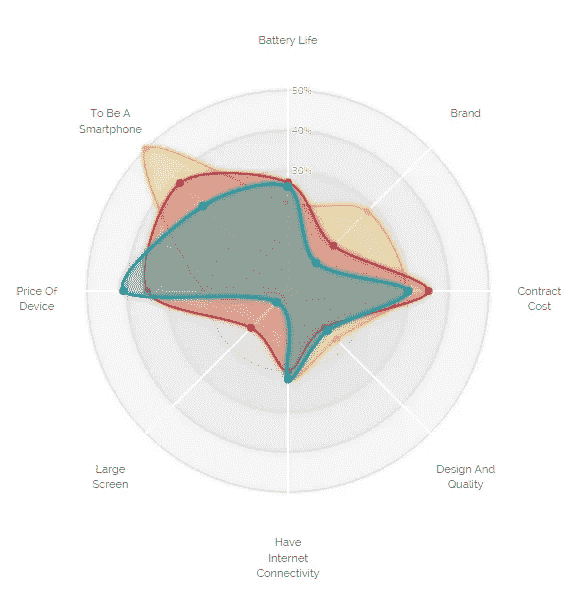 Battery Life
50%
To Be A
Smartphone
Brand
40%
30%
Price Of
Device
Contract
Cost
Large
Screen
Design And
Quality
Have
Internet
Connectivity